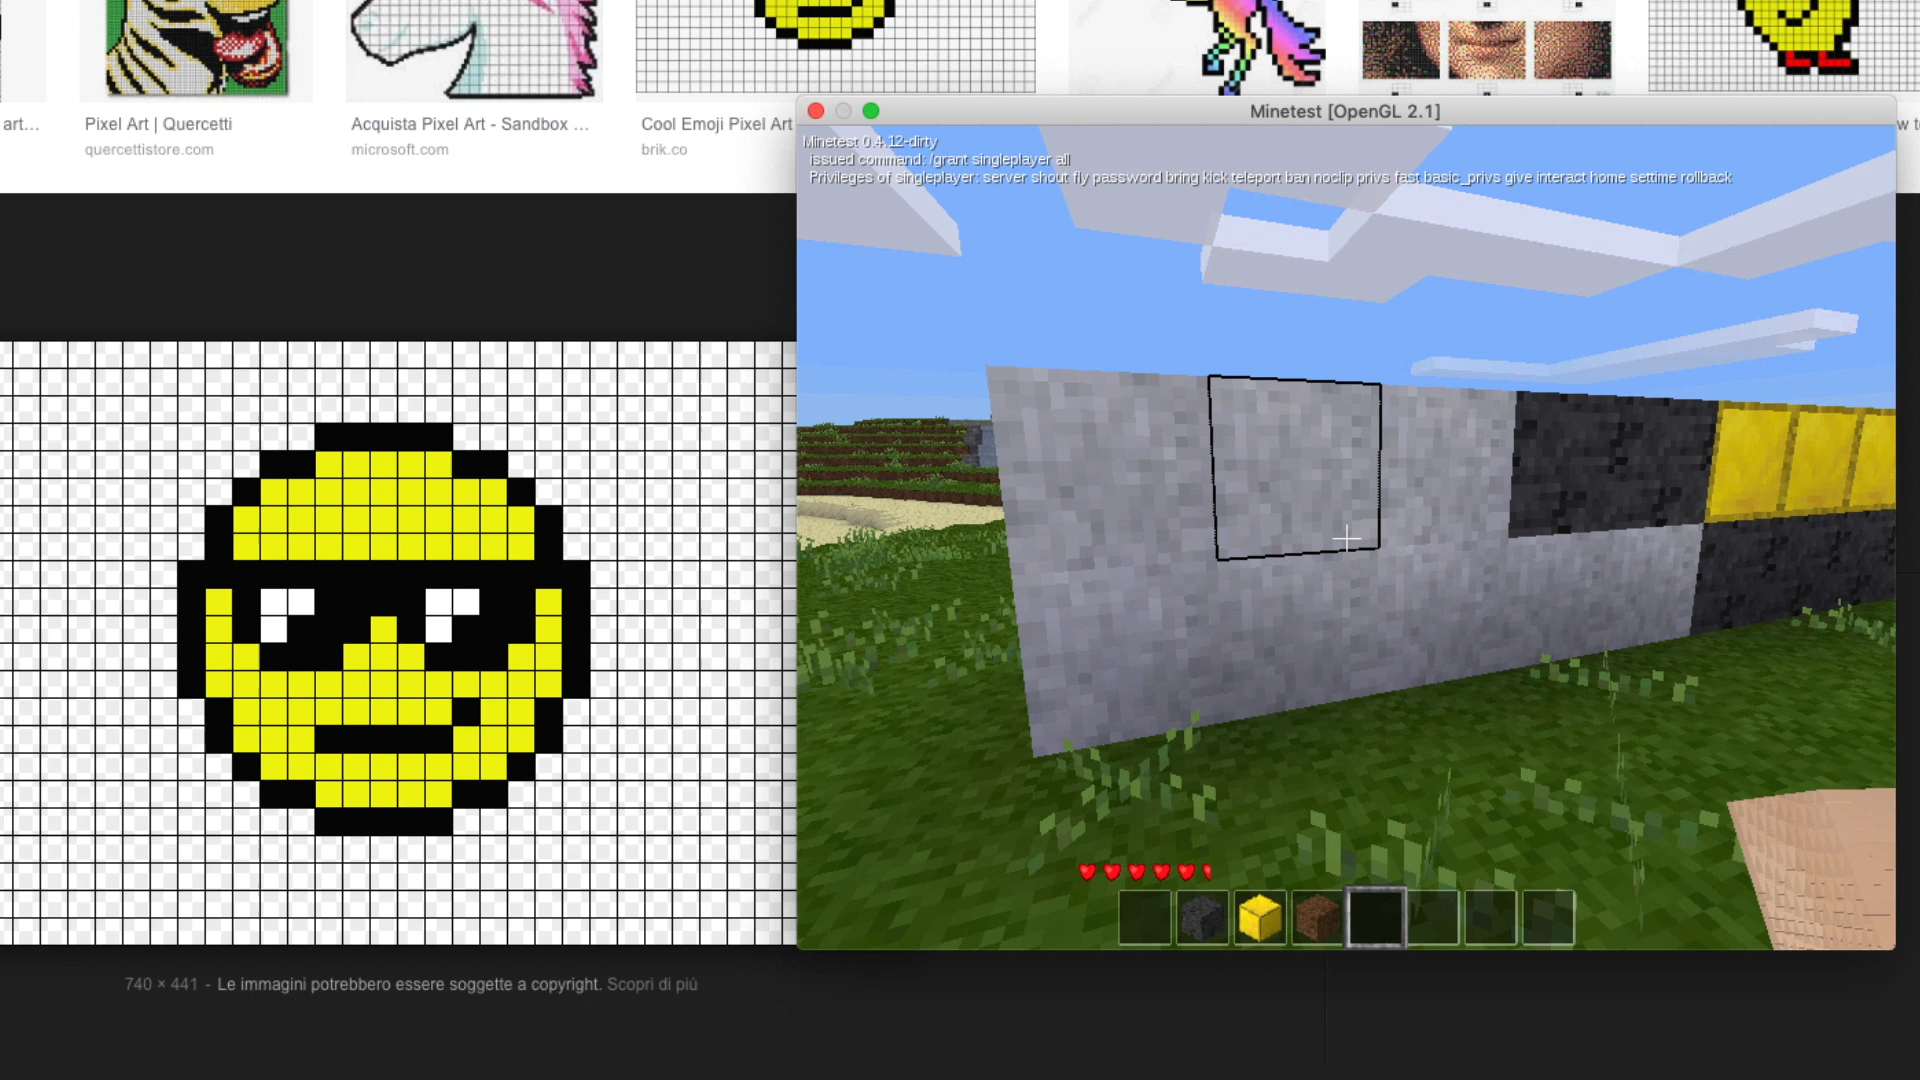 art...
Pixel Art | Quercetti
quercettistore.com
Acquista Pixel Art - Sandbox ...
microsoft.com
Cool Emoji Pixel Art
brik.co
Minetest [OpenGL 2.1]
Minetest 0.4.12-dirty
issued command: /grant singleplayer all
Privileges of singleplayer: server shout fly password bring kick teleport ban noclip privs fast basic_privs give interact home settime rollback
740 × 441 - Le immagini potrebbero essere soggette a copyright. Scopri di più